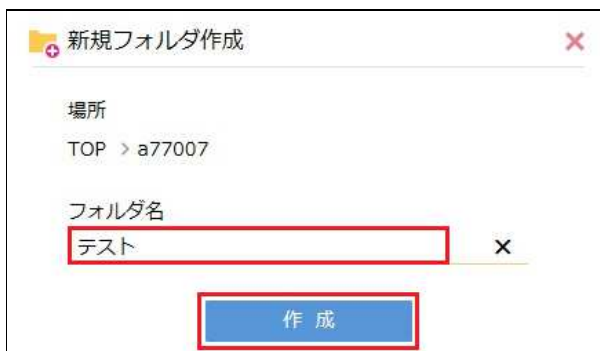 新規フォルダ作成
場所
TOP > a77007
フォルダ名
テスト
作 成